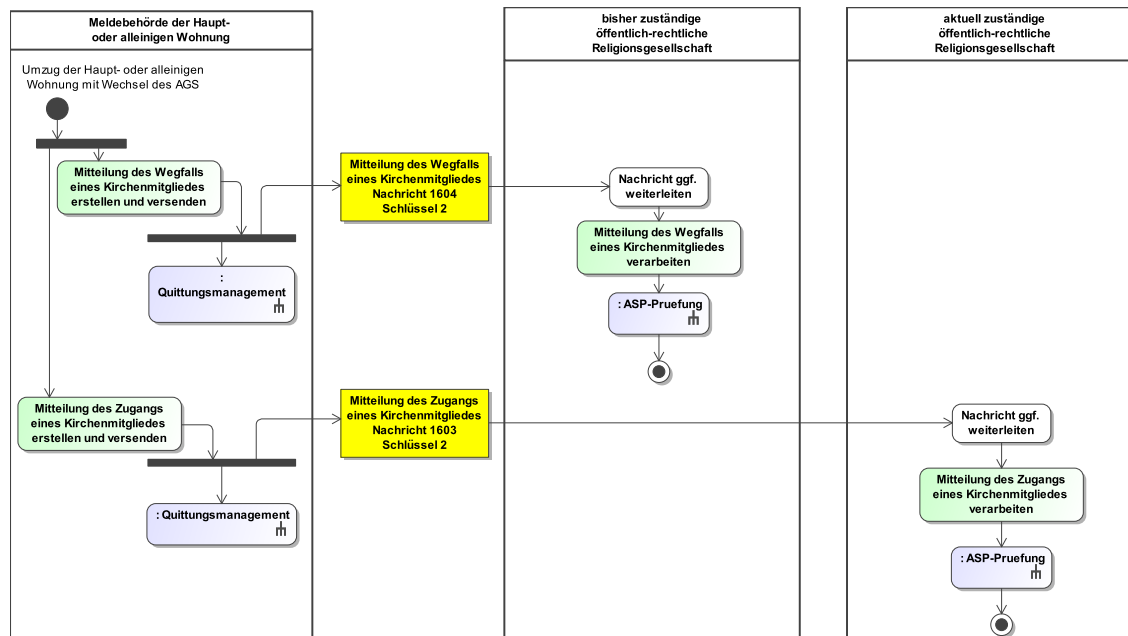 Meldebehörde der Haupt-
oder alleinigen Wohnung
bisher zuständige
öffentlich-rechtliche
Religionsgesellschaft
aktuell zuständige
öffentlich-rechtliche
Religionsgesellschaft
Umzug der Haupt- oder alleinigen
Wohnung mit Wechsel des AGS
Mitteilung des Wegfalls
eines Kirchenmitgliedes
erstellen und versenden
Mitteilung des Wegfalls
eines Kirchenmitgliedes
Nachricht 1604
Schlüssel 2
Nachricht ggf.
weiterleiten
Mitteilung des Wegfalls
eines Kirchenmitgliedes
verarbeiten
:
Quittungsmanagement
: ASP-Pruefung
Mitteilung des Zugangs
eines Kirchenmitgliedes
erstellen und versenden
Mitteilung des Zugangs
eines Kirchenmitgliedes
Nachricht 1603
Schlüssel 2
Nachricht ggf.
weiterleiten
Mitteilung des Zugangs
eines Kirchenmitgliedes
verarbeiten
: Quittungsmanagement
: ASP-Pruefung